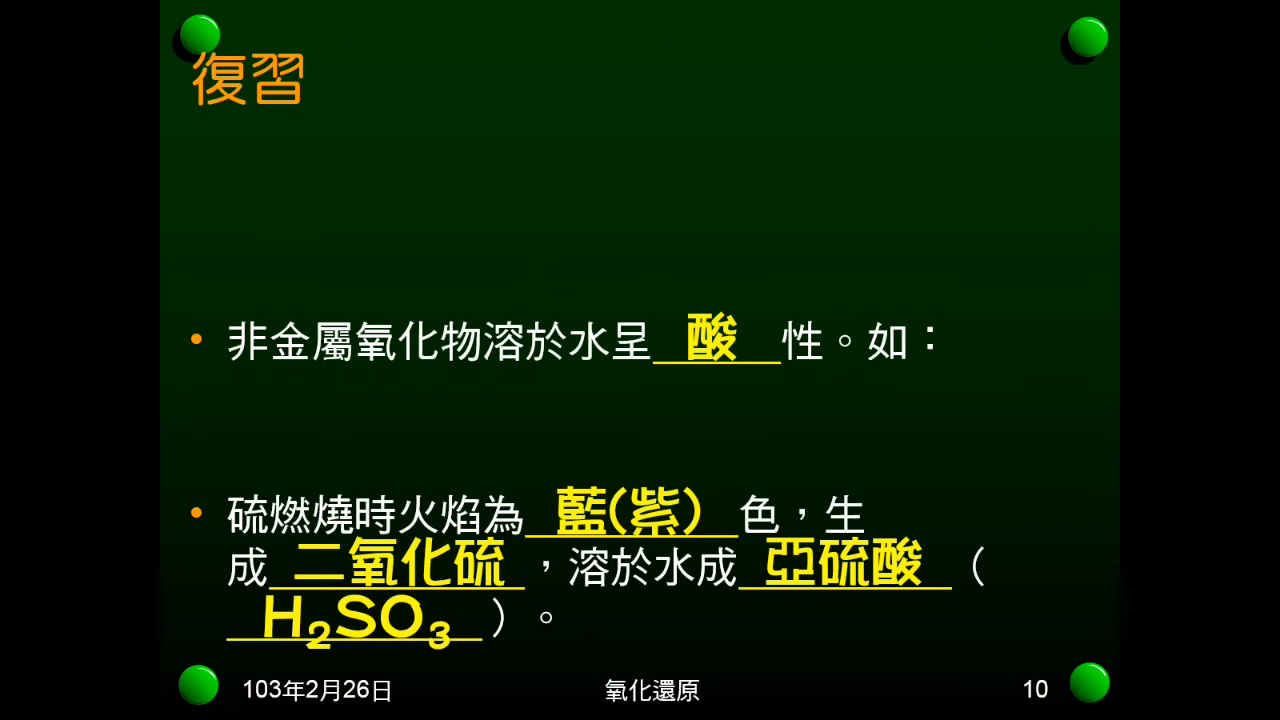 復習
• 非金屬氧化物溶於水呈 酸 性。如：
• 硫燃燒時火焰為 藍(紫) 色，生
成 二氧化硫 ，溶於水成 亞硫酸 （
H₂SO₃ ）。
103年2月26日 氧化還原 10